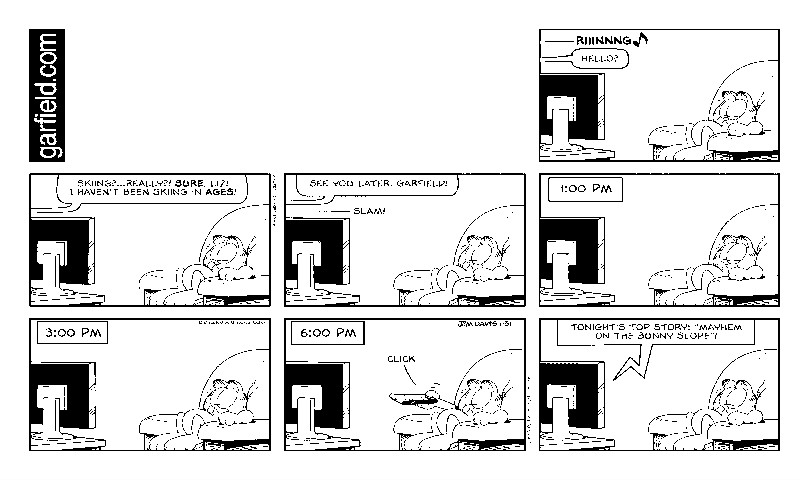 garfield.com
RIIINNNG
HELLO?
SKIING?...REALLY?! SURE, LIZ!
I HAVEN'T BEEN SKIING IN AGES!
SEE YOU LATER, GARFIELD!
SLAM!
1:00 PM
3:00 PM
6:00 PM
JIM DAVIS 1-31
CLICK
TONIGHT'S TOP STORY: "MAYHEM
ON THE BUNNY SLOPE"!